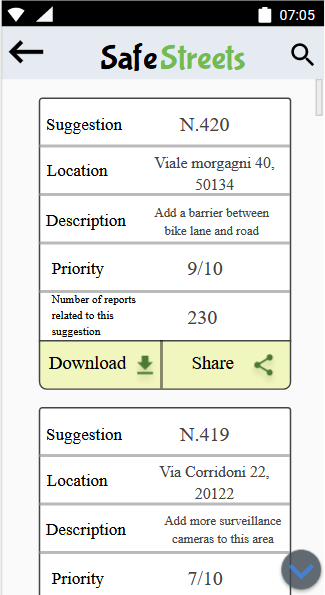 07:05
SafeStreets
Suggestion N.420
Location Viale morgagni 40,
50134
Description Add a barrier between
bike lane and road
Priority 9/10
Number of reports
related to this
suggestion
230
Download Share
Suggestion N.419
Location Via Corridoni 22,
20122
Description Add more surveillance
cameras to this area
Priority 7/10